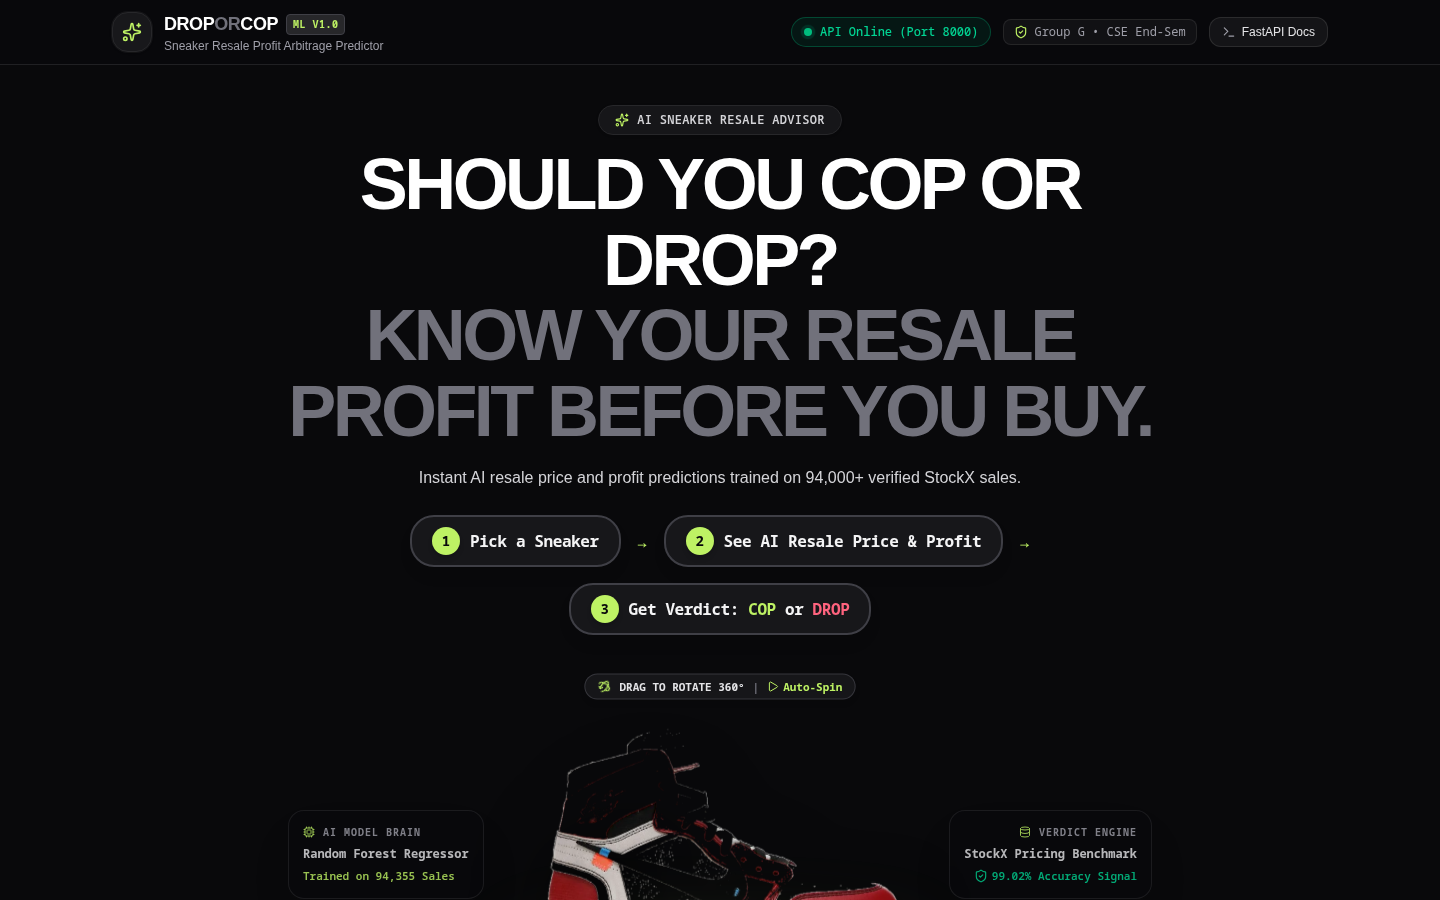 DROPORCOP ML V1.0
Sneaker Resale Profit Arbitrage Predictor
API Online (Port 8000)
Group G • CSE End-Sem
FastAPI Docs
AI SNEAKER RESALE ADVISOR
SHOULD YOU COP OR
DROP?
KNOW YOUR RESALE
PROFIT BEFORE YOU BUY.
Instant AI resale price and profit predictions trained on 94,000+ verified StockX sales.
1 Pick a Sneaker →
2 See AI Resale Price & Profit →
3 Get Verdict: COP or DROP
DRAG TO ROTATE 360° | Auto-Spin
AI MODEL BRAIN
Random Forest Regressor
Trained on 94,355 Sales
VERDICT ENGINE
StockX Pricing Benchmark
99.02% Accuracy Signal